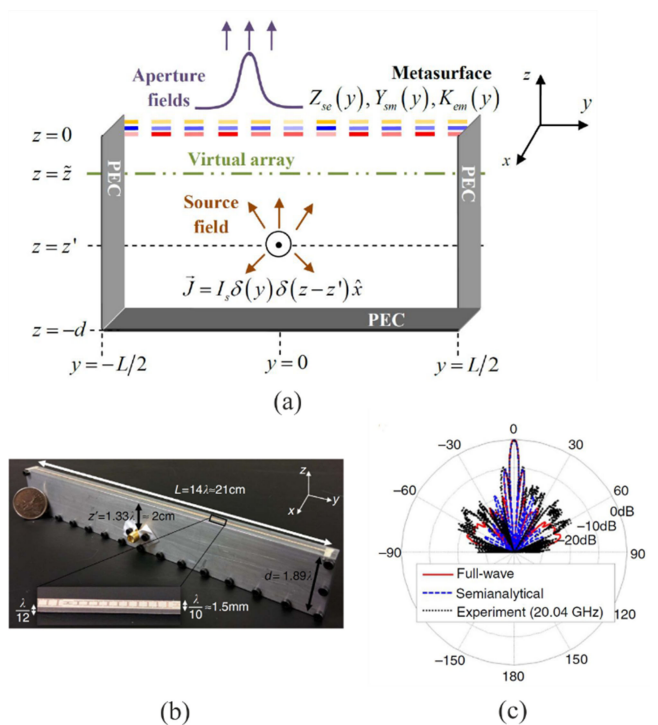 Aperture
fields
Metasurface
Z_se(y), Y_sm(y), K_em(y)
z
y
x
z=0
PEC
PEC
z=z̃
Virtual array
Source
field
z=z'
J⃗=I_sδ(y)δ(z−z')x̂
PEC
z=−d
y=−L/2
y=0
y=L/2
(a)
L=14λ≈21cm
z
y
x
z'=1.33λ≈2cm
d=1.89λ
λ/12
λ/10≈1.5mm
(b)
0
−30
30
−60
60
0dB
−10dB
−20dB
−90
90
Full-wave
Semianalytical
Experiment (20.04 GHz)
120
−150
150
180
(c)